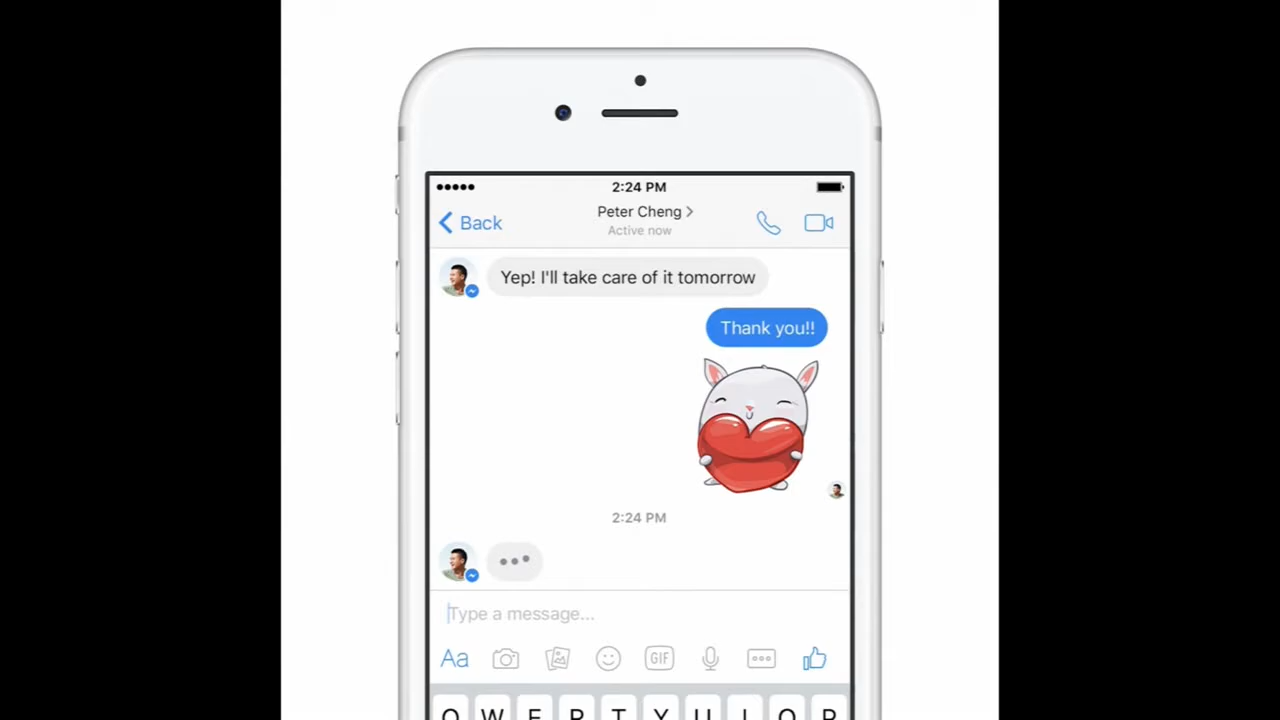 2:24 PM
Back
Peter Cheng
Active now
Yep! I'll take care of it tomorrow
Thank you!!
2:24 PM
Type a message...
Aa
GIF
Q W E R T Y U I O P